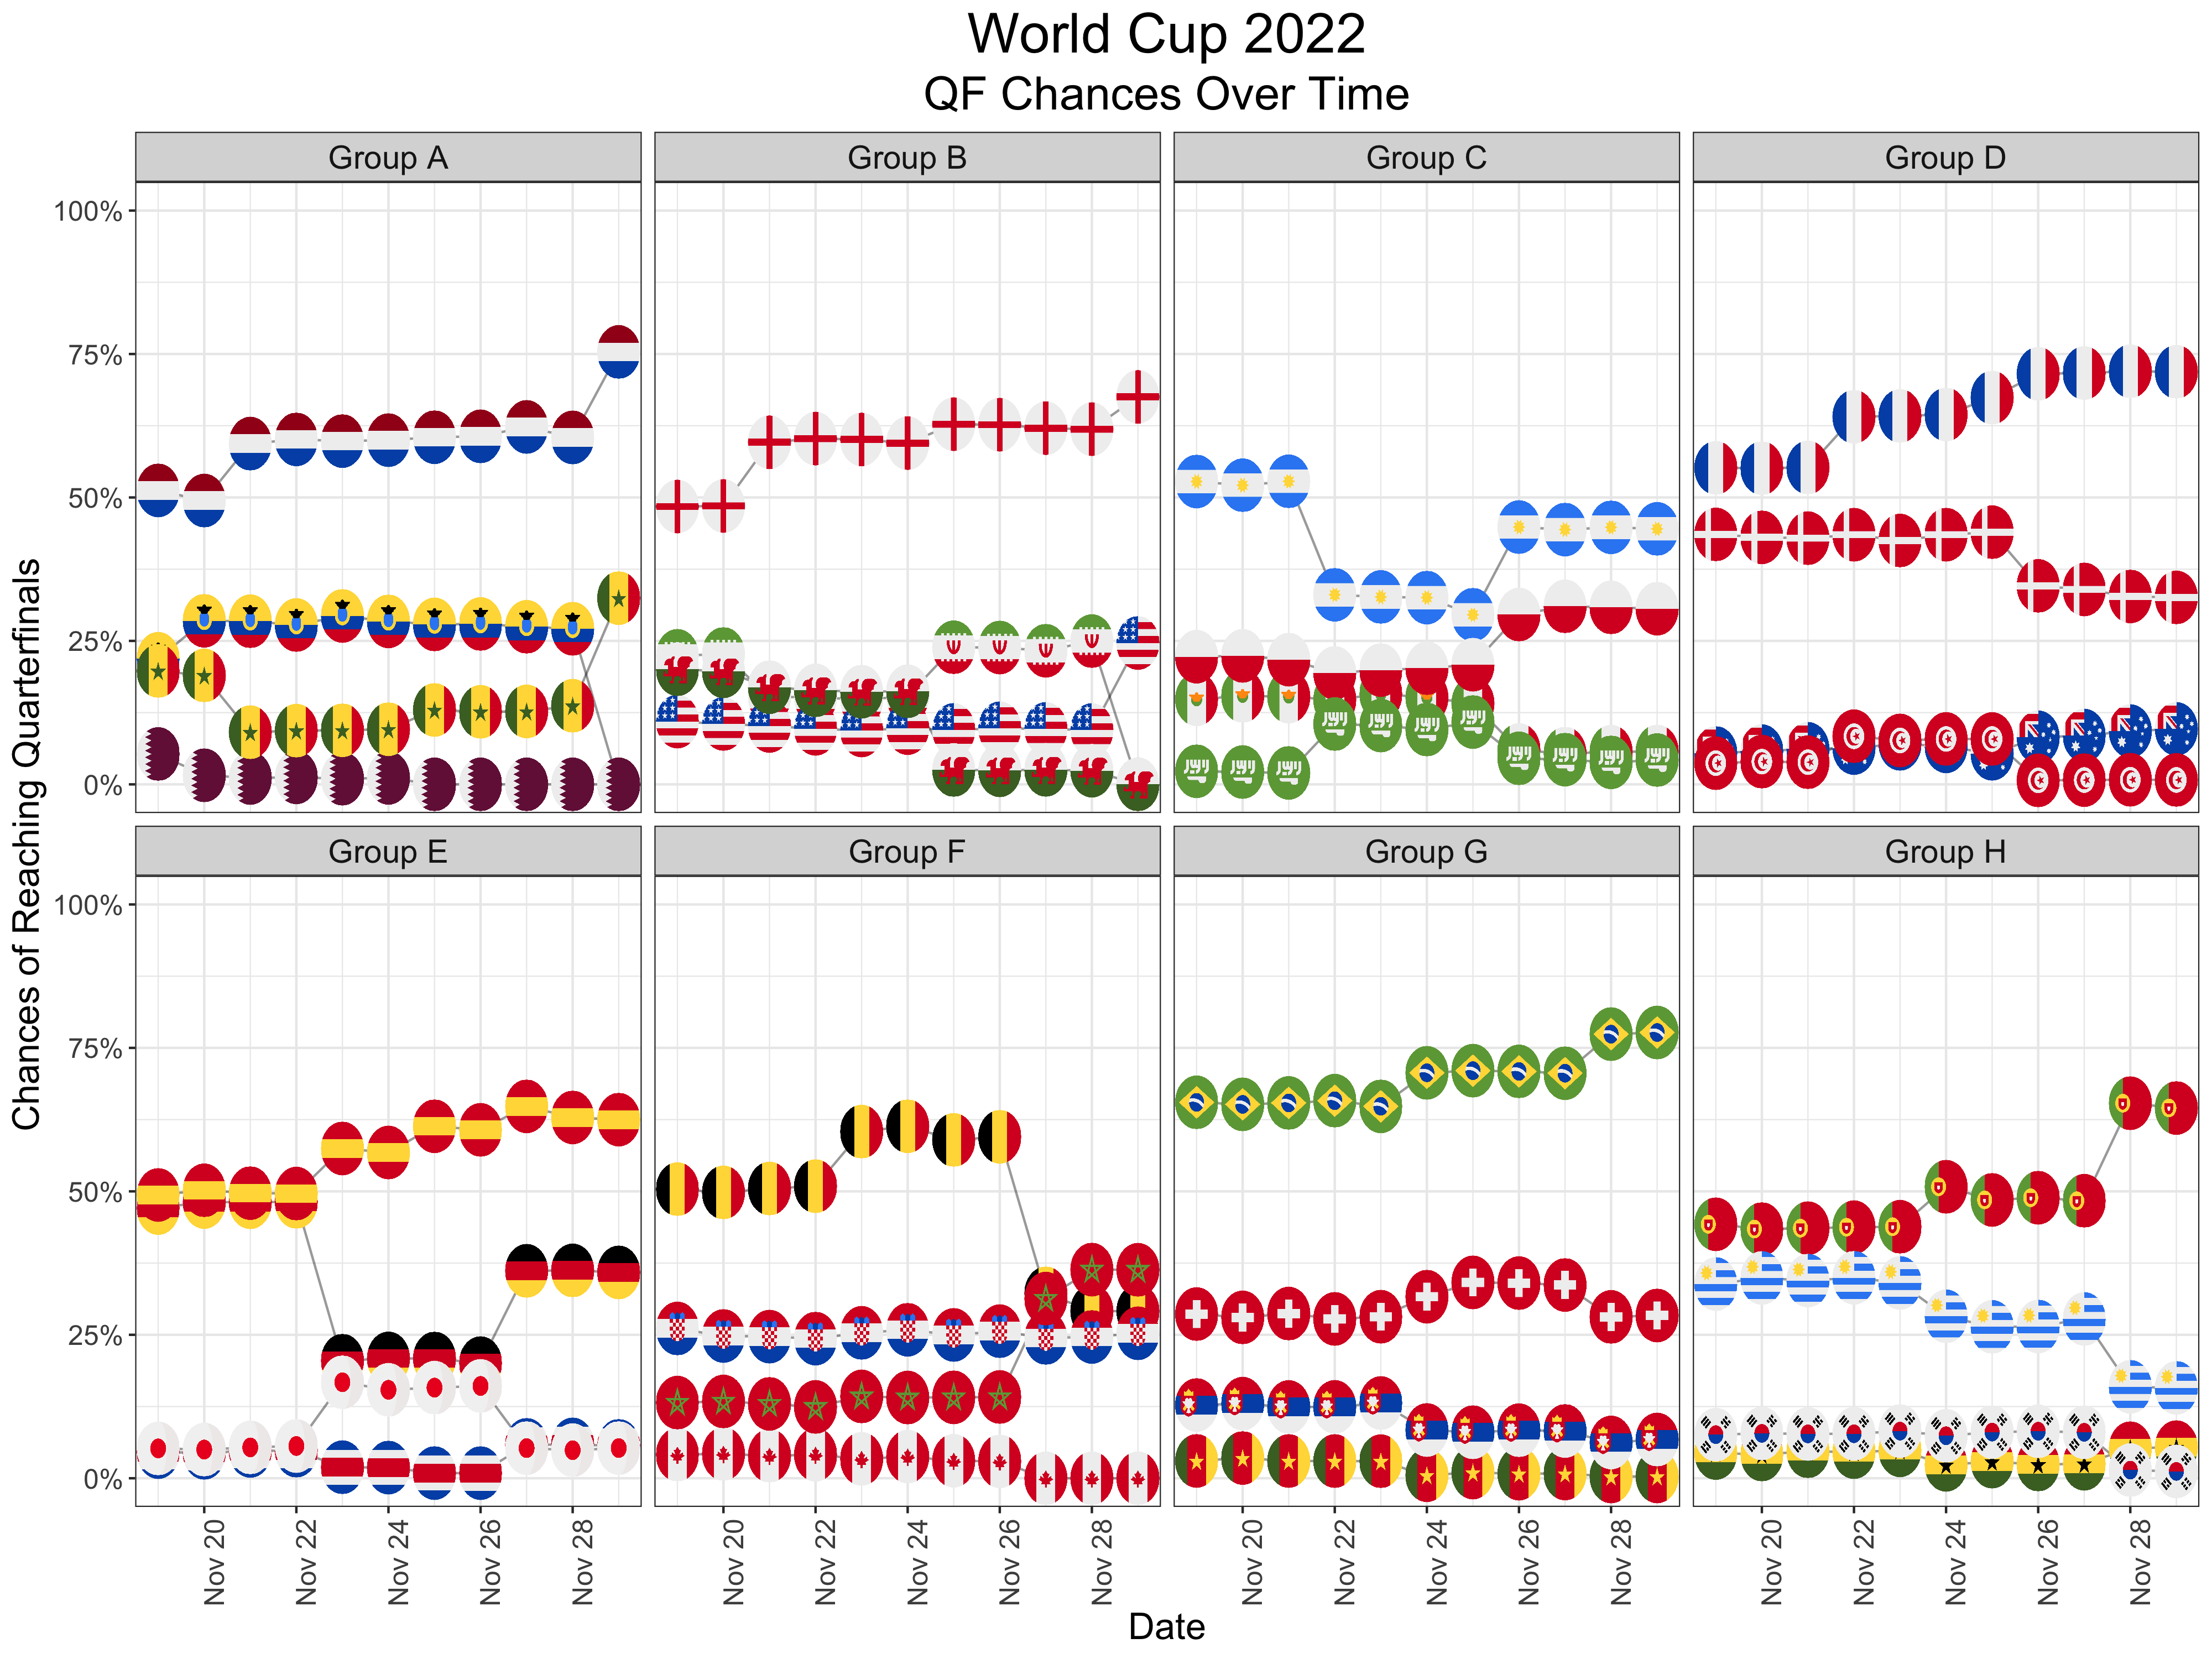 World Cup 2022
QF Chances Over Time
Group A
Group B
Group C
Group D
100%
75%
50%
25%
0%
Chances of Reaching Quarterfinals
Group E
Group F
Group G
Group H
100%
75%
50%
25%
0%
Nov 20
Nov 22
Nov 24
Nov 26
Nov 28
Nov 20
Nov 22
Nov 24
Nov 26
Nov 28
Nov 20
Nov 22
Nov 24
Nov 26
Nov 28
Nov 20
Nov 22
Nov 24
Nov 26
Nov 28
Date